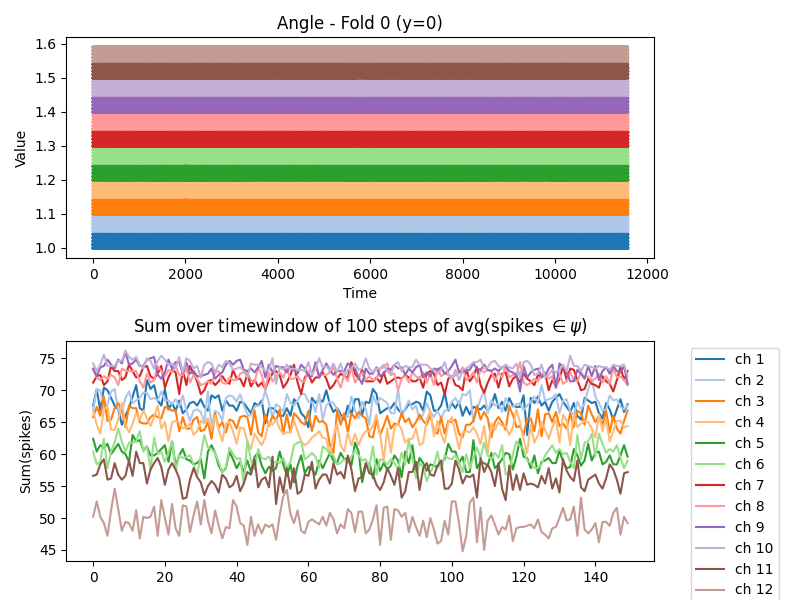 Angle - Fold 0 (y=0)
1.6
1.5
1.4
1.3
1.2
1.1
1.0
Value
0 2000 4000 6000 8000 10000 12000
Time
Sum over timewindow of 100 steps of avg(spikes ∈ψ)
75
70
65
60
55
50
45
Sum(spikes)
0 20 40 60 80 100 120 140
ch 1
ch 2
ch 3
ch 4
ch 5
ch 6
ch 7
ch 8
ch 9
ch 10
ch 11
ch 12